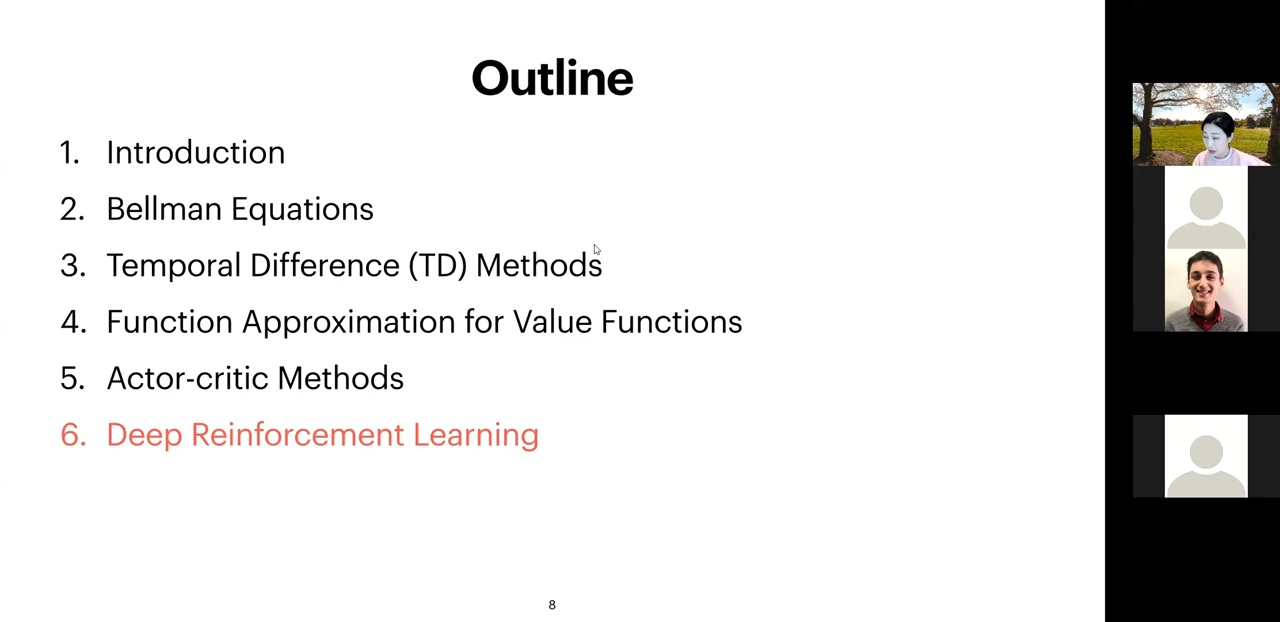 Outline
1. Introduction
2. Bellman Equations
3. Temporal Difference (TD) Methods
4. Function Approximation for Value Functions
5. Actor-critic Methods
6. Deep Reinforcement Learning
8